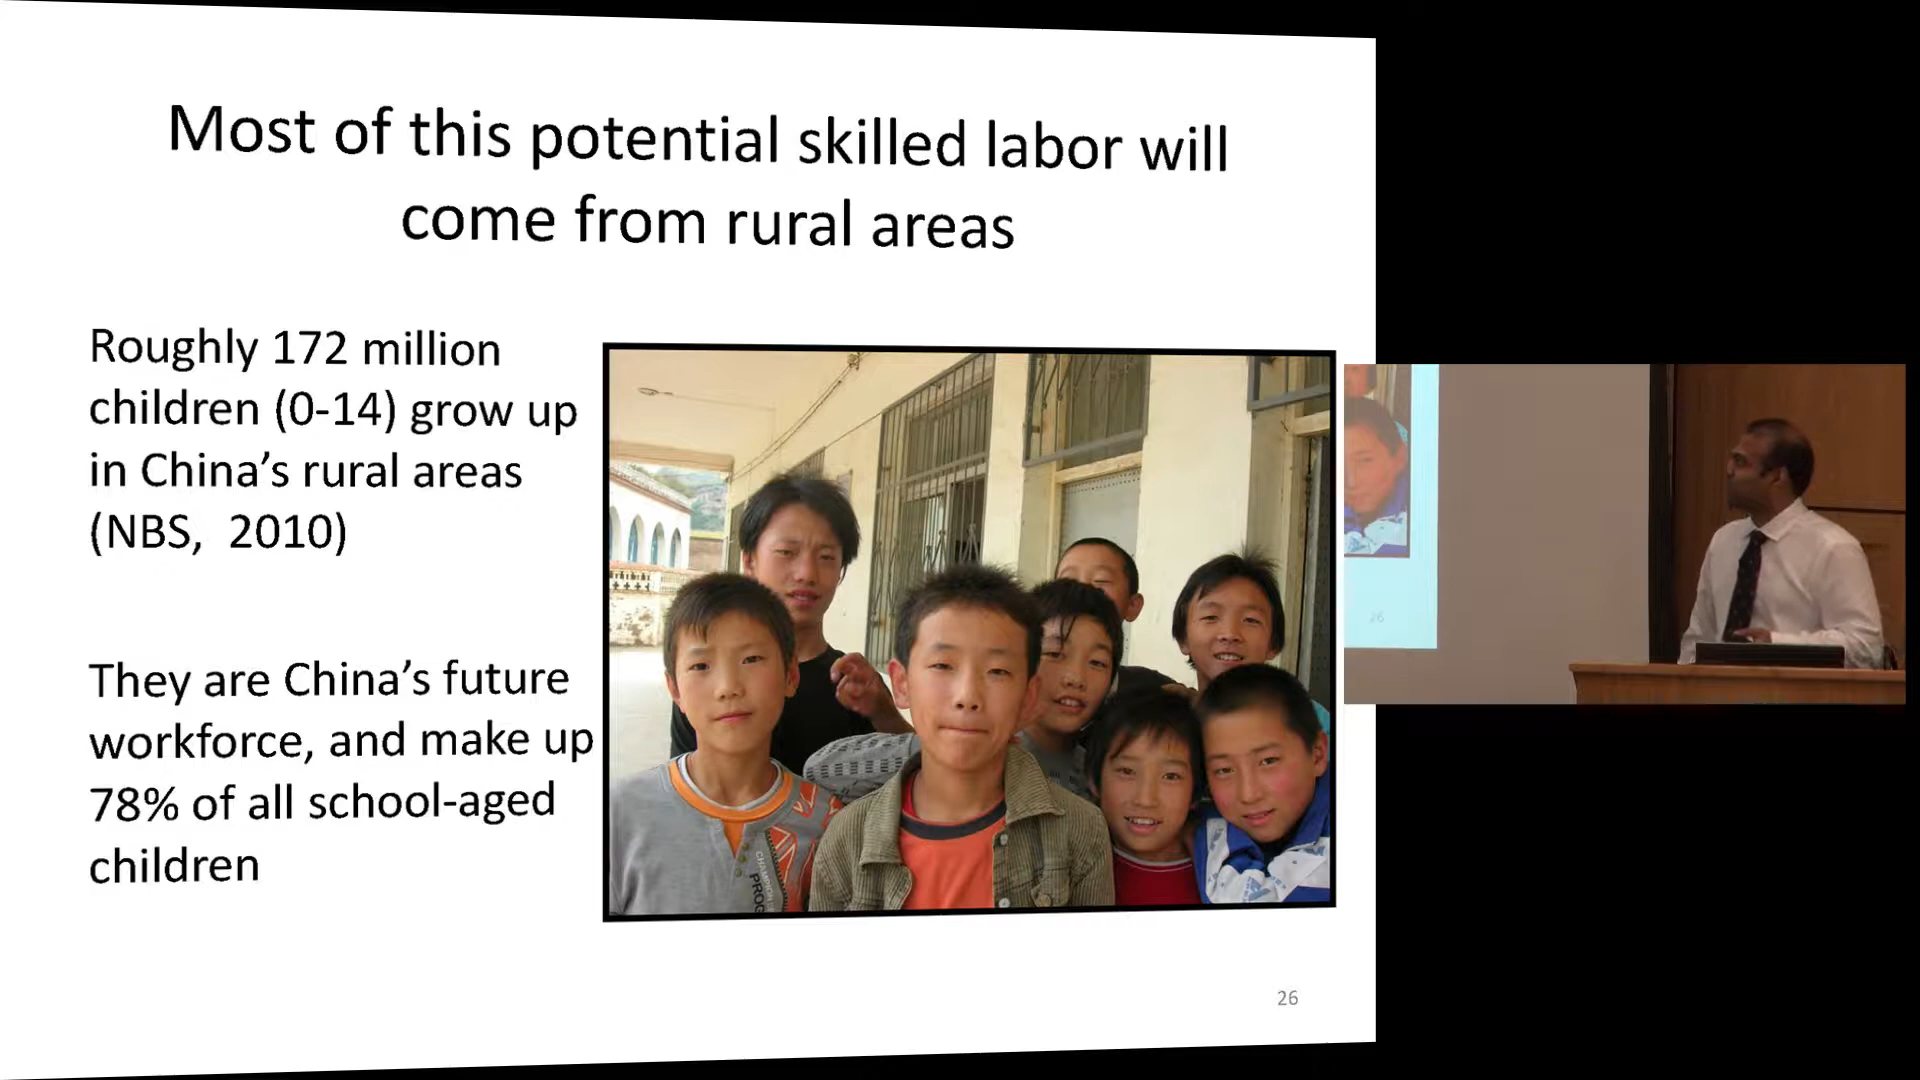 Most of this potential skilled labor will
come from rural areas
Roughly 172 million
children (0-14) grow up
in China's rural areas
(NBS, 2010)
They are China's future
workforce, and make up
78% of all school-aged
children
PROG
26
26